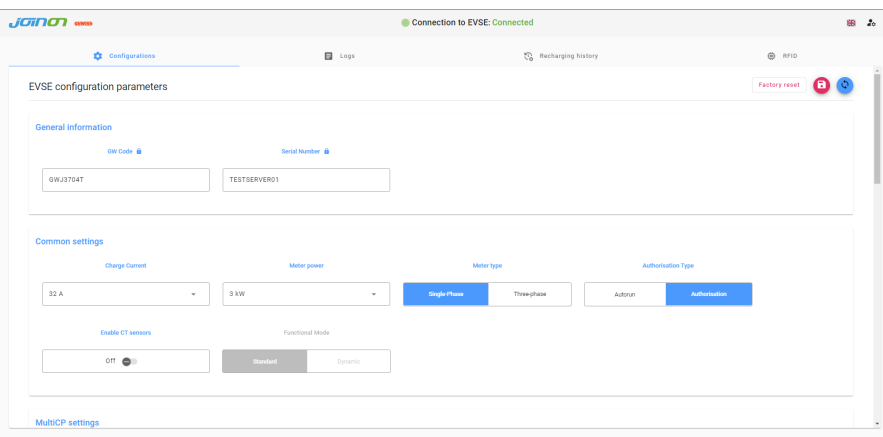 JOINON GEWISS
Connection to EVSE: Connected
Configurations
Logs
Recharging history
RFID
EVSE configuration parameters
Factory reset
General information
GW Code
Serial Number
GWJ3704T
TESTSERVER01
Common settings
Charge Current
Meter power
Meter type
Authorisation Type
32 A
3 kW
Single-Phase
Three-phase
Autorun
Authorisation
Enable CT sensors
Functional Mode
Off
Standard
Dynamic
MultiCP settings